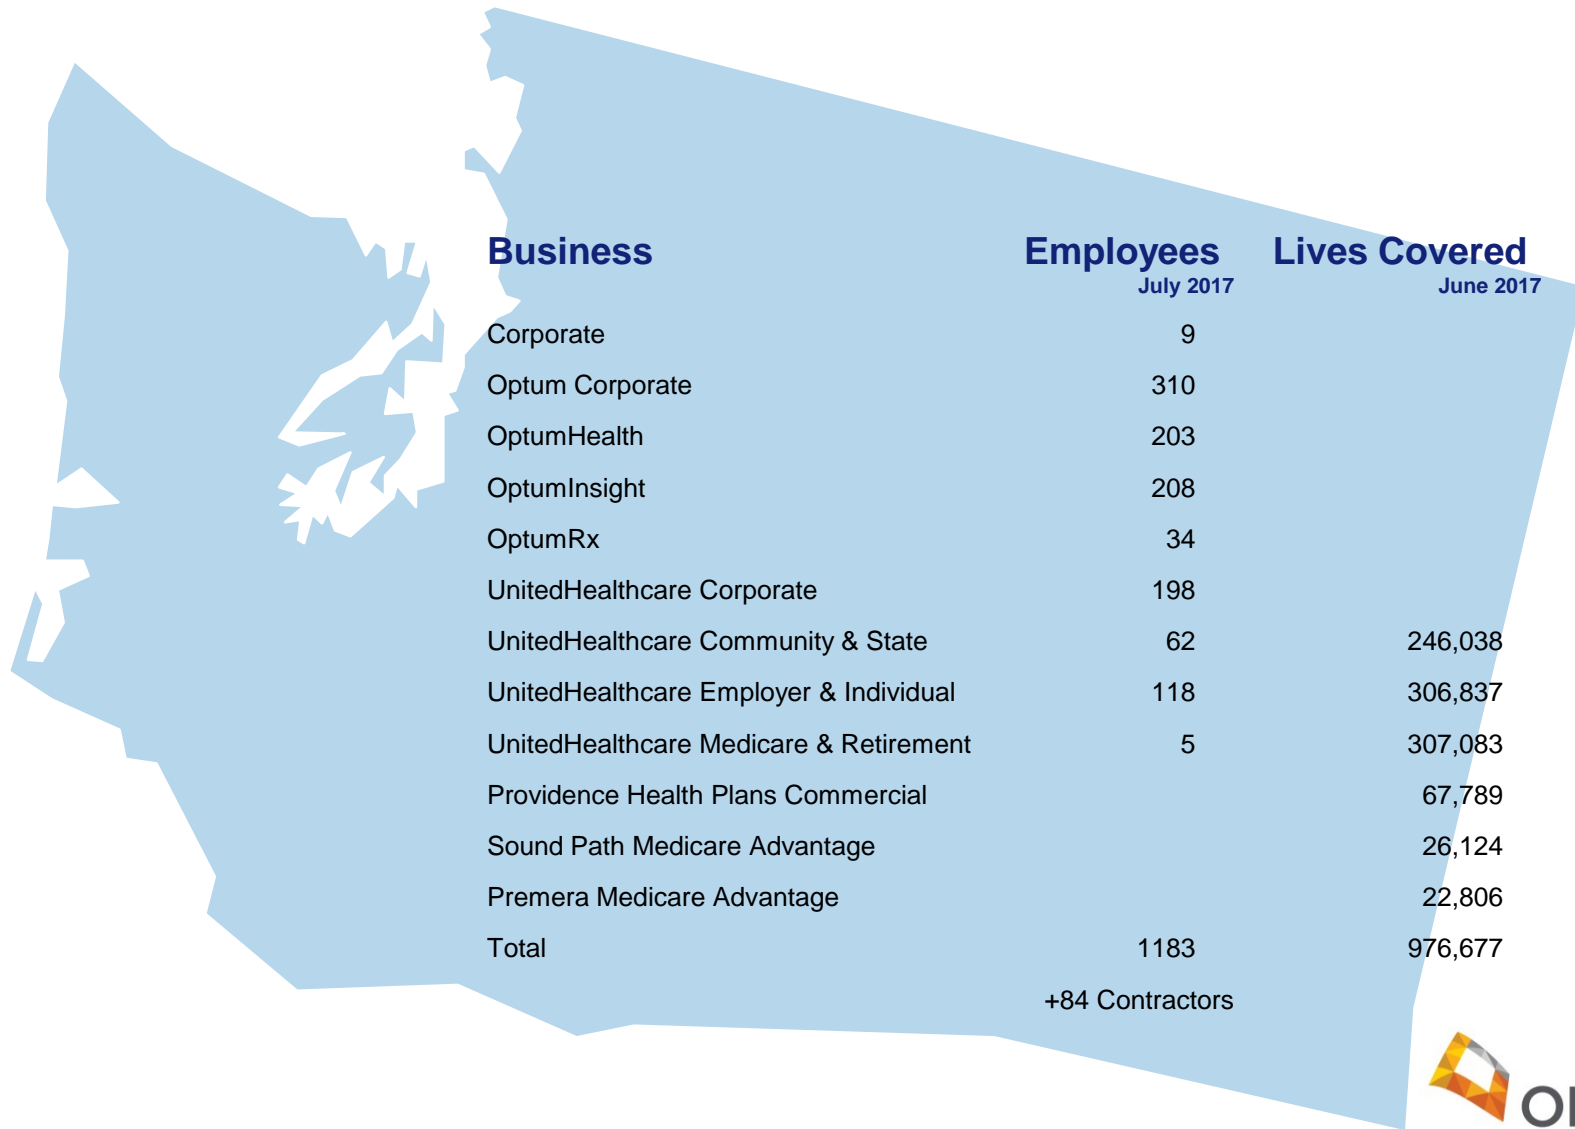 Business Employees Lives Covered
July 2017 June 2017
Corporate 9
Optum Corporate 310
OptumHealth 203
OptumInsight 208
OptumRx 34
UnitedHealthcare Corporate 198
UnitedHealthcare Community & State 62 246,038
UnitedHealthcare Employer & Individual 118 306,837
UnitedHealthcare Medicare & Retirement 5 307,083
Providence Health Plans Commercial 67,789
Sound Path Medicare Advantage 26,124
Premera Medicare Advantage 22,806
Total 1183 976,677
+84 Contractors